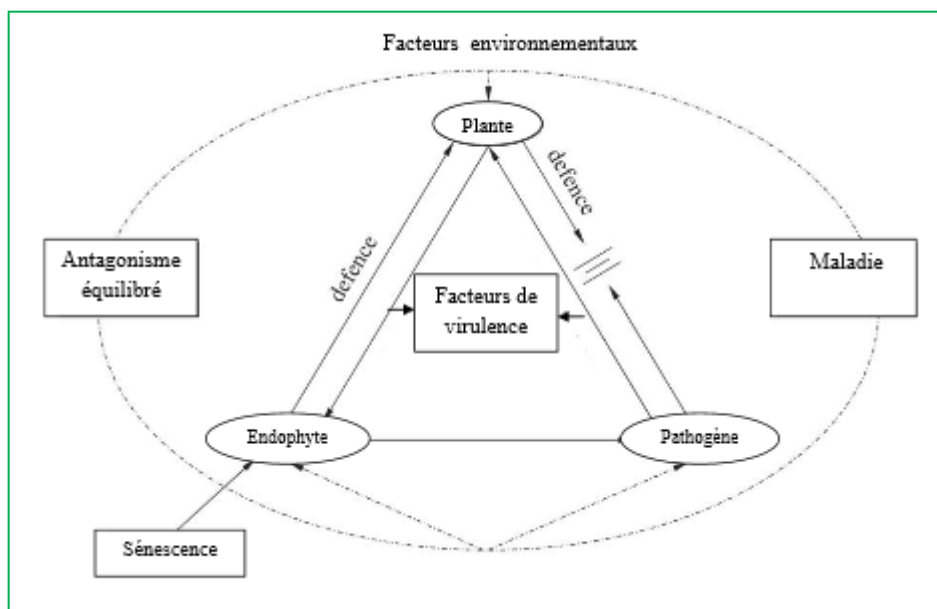 Facteurs environnementaux
Plante
defence
defence
Antagonisme
équilibré
Maladie
Facteurs de
virulence
Endophyte
Pathogène
Sénescence